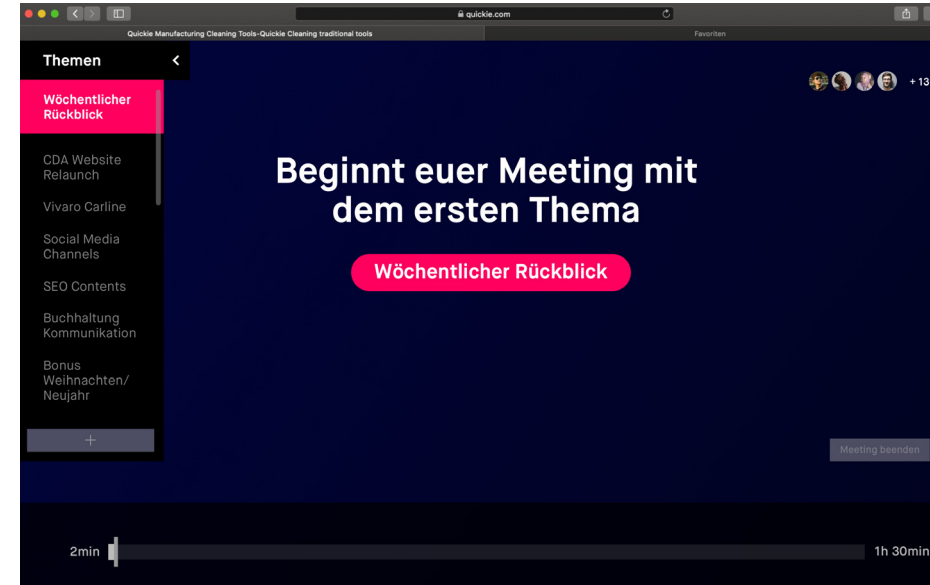 quickie.com
Quickie Manufacturing Cleaning Tools-Quickie Cleaning traditional tools
Favoriten
Themen
Wöchentlicher
Rückblick
CDA Website
Relaunch
Vivaro Carline
Social Media
Channels
SEO Contents
Buchhaltung
Kommunikation
Bonus
Weihnachten/
Neujahr
+
+ 13
Beginnt euer Meeting mit
dem ersten Thema
Wöchentlicher Rückblick
Meeting beenden
2min
1h 30min